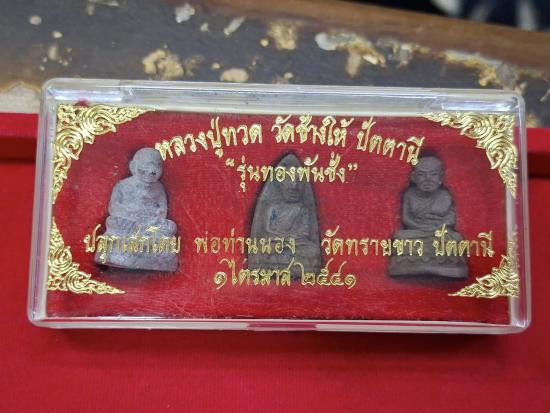 หลวงปู่ทวด วัดช้างให้ ปัตตานี
"รุ่นทองพันชั่ง"
ปลุกเสกโดย พ่อท่านนอง วัดทรายขาว ปัตตานี
๑ ไตรมาส ๒๕๔๑